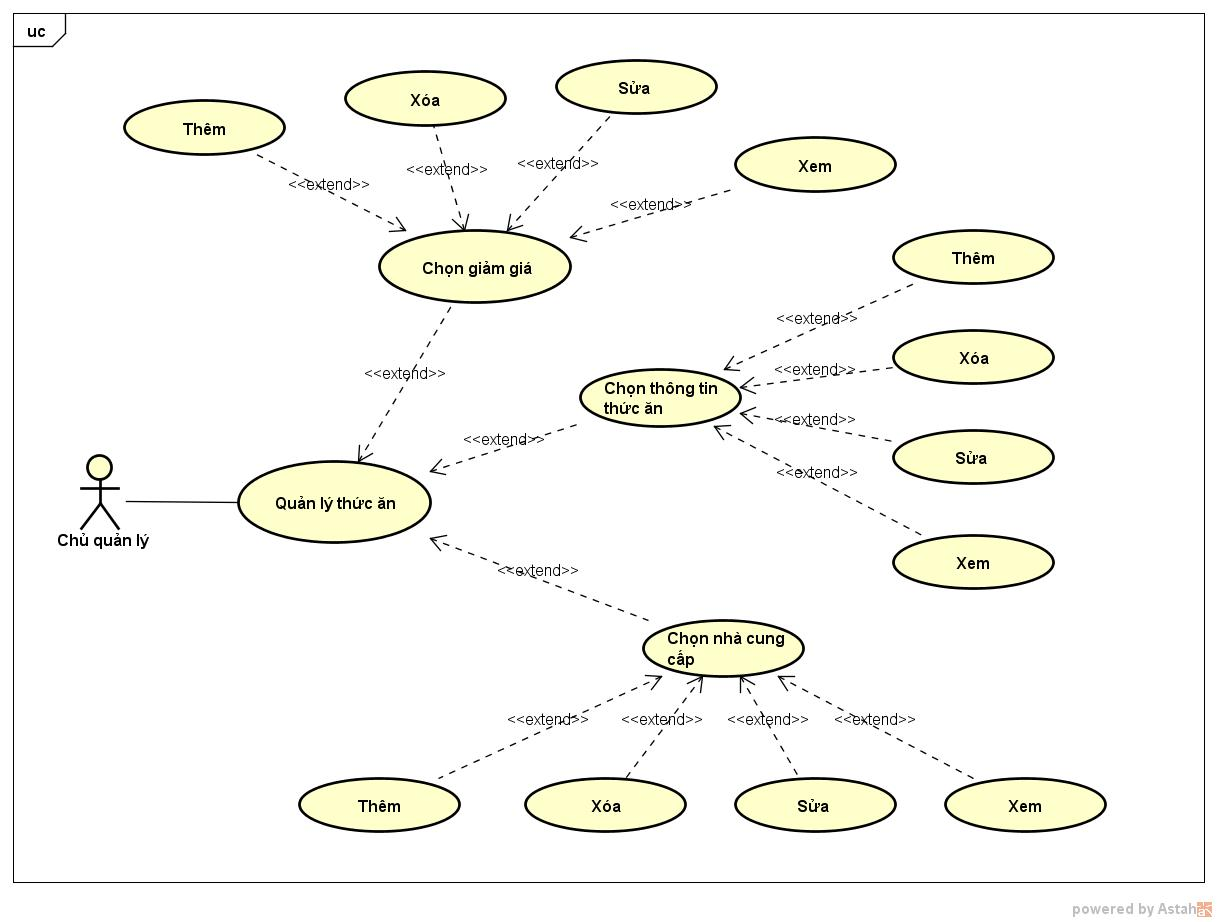 uc
Sửa
Xóa
Thêm
<<extend>>
<<extend>>
<<extend>>
Xem
<<extend>>
Chọn giảm giá
Thêm
<<extend>>
Xóa
<<extend>>
<<extend>>
Chọn thông tin
thức ăn
<<extend>>
<<extend>>
Sửa
<<extend>>
Quản lý thức ăn
Chủ quản lý
Xem
<<extend>>
Chọn nhà cung
cấp
<<extend>>
<<extend>>
<<extend>>
<<extend>>
Thêm
Xóa
Sửa
Xem
powered by Astah